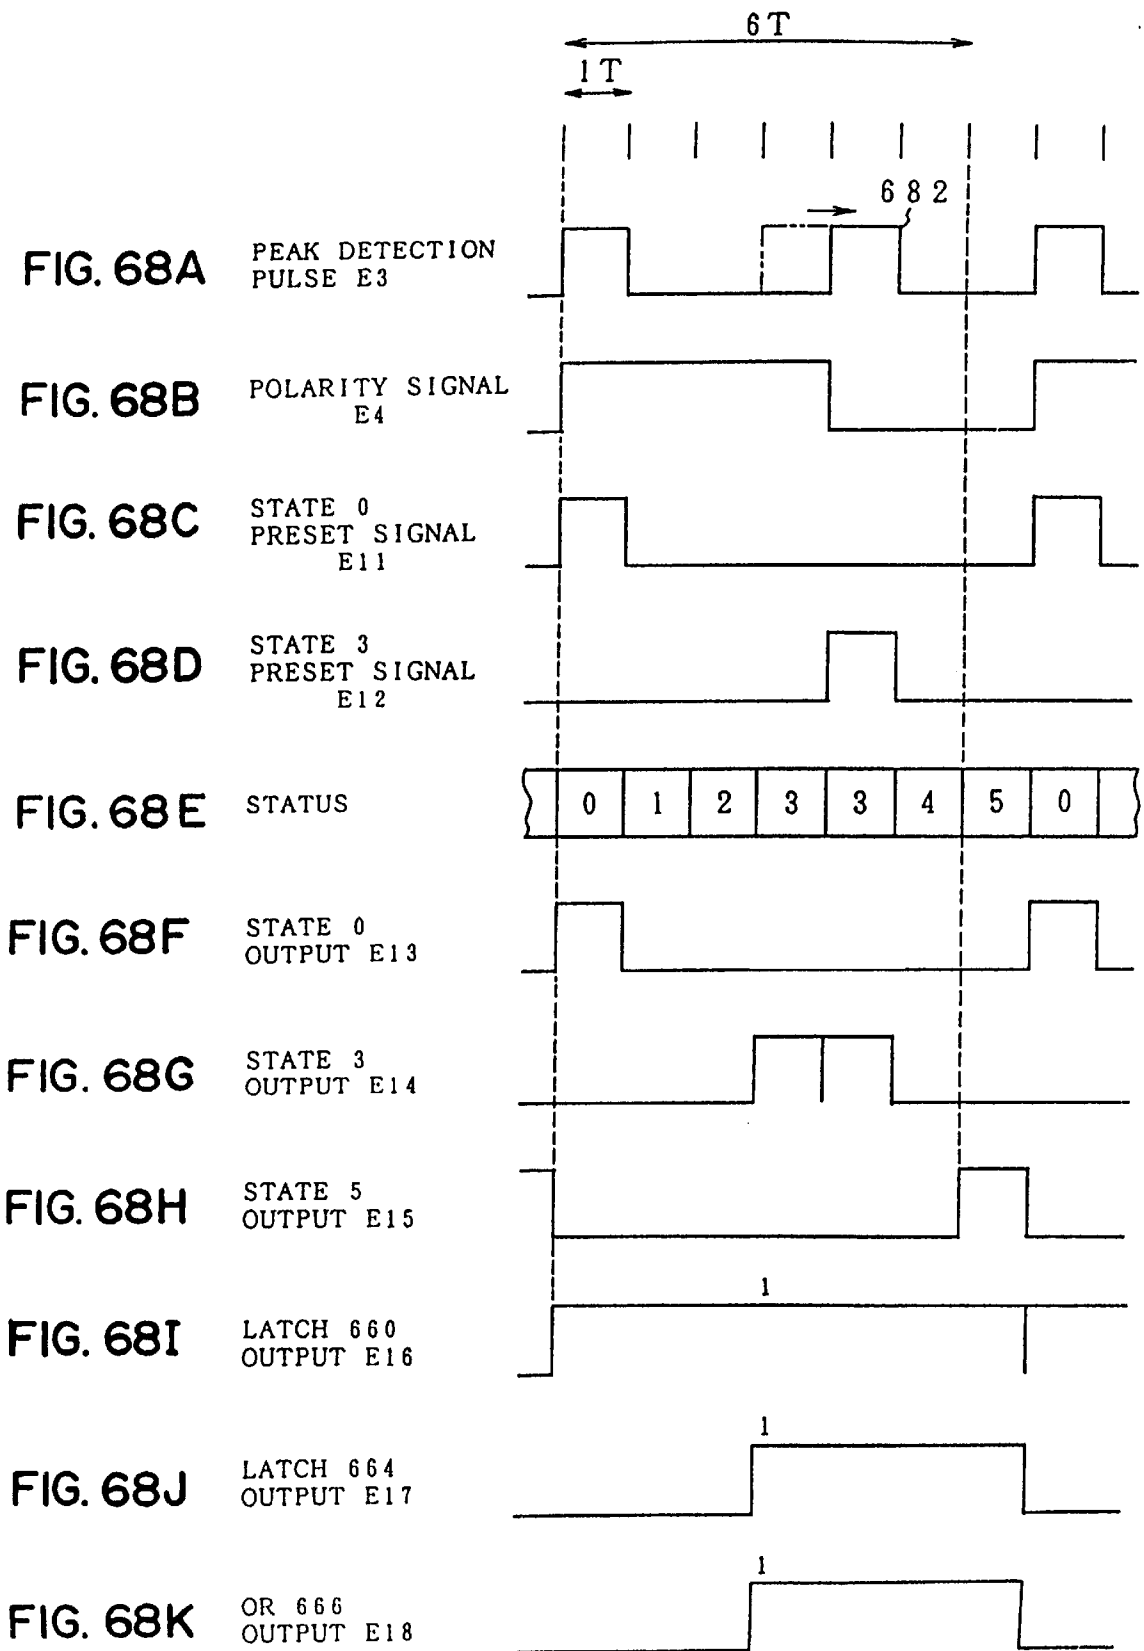 6T
1T
682
FIG. 68A PEAK DETECTION
PULSE E3
FIG. 68B POLARITY SIGNAL
E4
FIG. 68C STATE 0
PRESET SIGNAL
E11
FIG. 68D STATE 3
PRESET SIGNAL
E12
FIG. 68E STATUS 0 1 2 3 3 4 5 0
FIG. 68F STATE 0
OUTPUT E13
FIG. 68G STATE 3
OUTPUT E14
FIG. 68H STATE 5
OUTPUT E15
1
FIG. 68I LATCH 660
OUTPUT E16
1
FIG. 68J LATCH 664
OUTPUT E17
1
FIG. 68K OR 666
OUTPUT E18